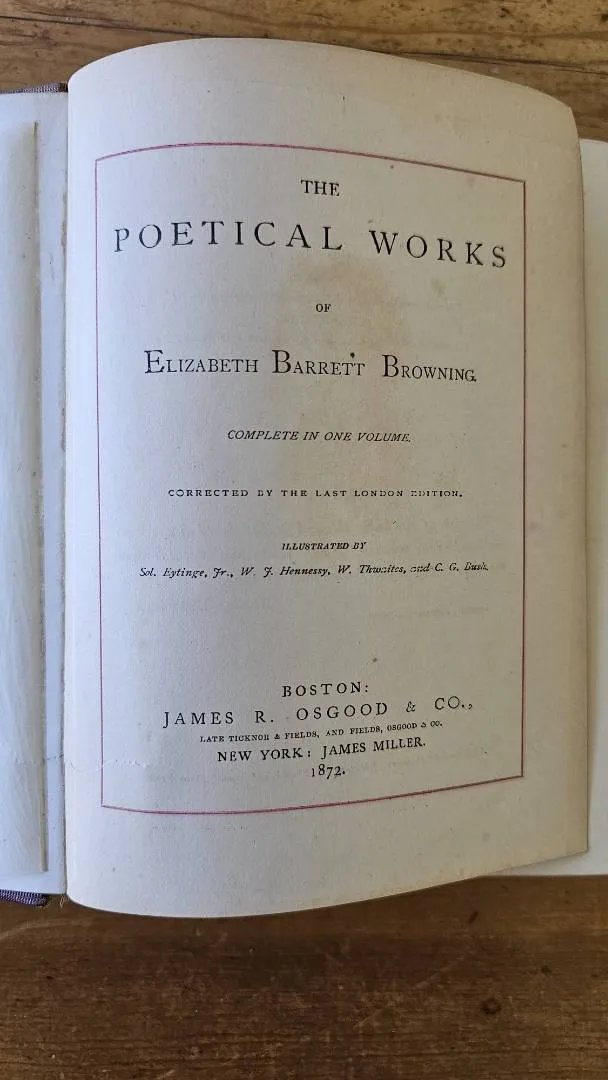 THE
POETICAL WORKS
OF
ELIZABETH BARRETT BROWNING.
COMPLETE IN ONE VOLUME.
CORRECTED BY THE LAST LONDON EDITION.
ILLUSTRATED BY
Sol. Eytinge, Jr., W. J. Hennessy, W. Thwaites, and C. G. Bush.
BOSTON:
JAMES R. OSGOOD & CO.,
LATE TICKNOR & FIELDS, AND FIELDS, OSGOOD & CO.
NEW YORK: JAMES MILLER.
1872.